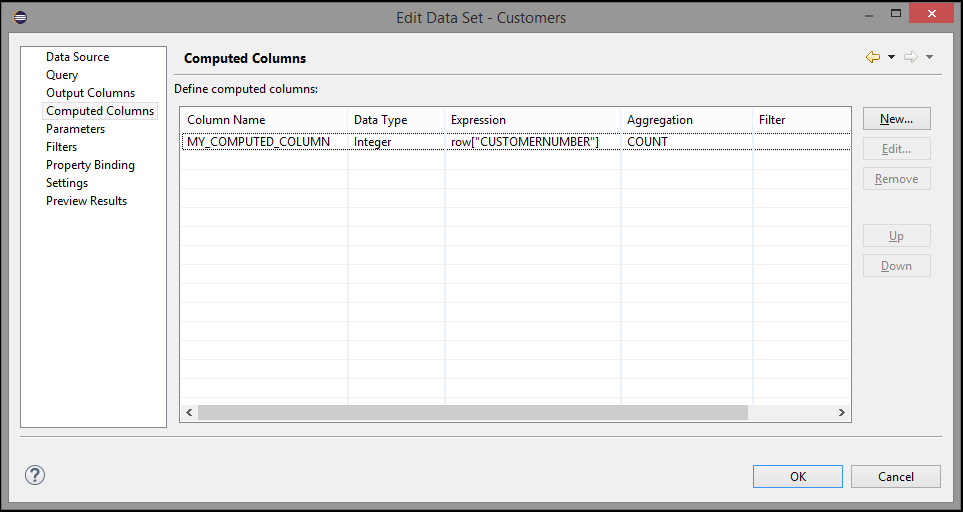 Edit Data Set - Customers
Data Source
Query
Output Columns
Computed Columns
Parameters
Filters
Property Binding
Settings
Preview Results
Computed Columns
Define computed columns:
Column Name Data Type Expression Aggregation Filter
MY_COMPUTED_COLUMN Integer row["CUSTOMERNUMBER"] COUNT
New...
Edit...
Remove
Up
Down
OK Cancel